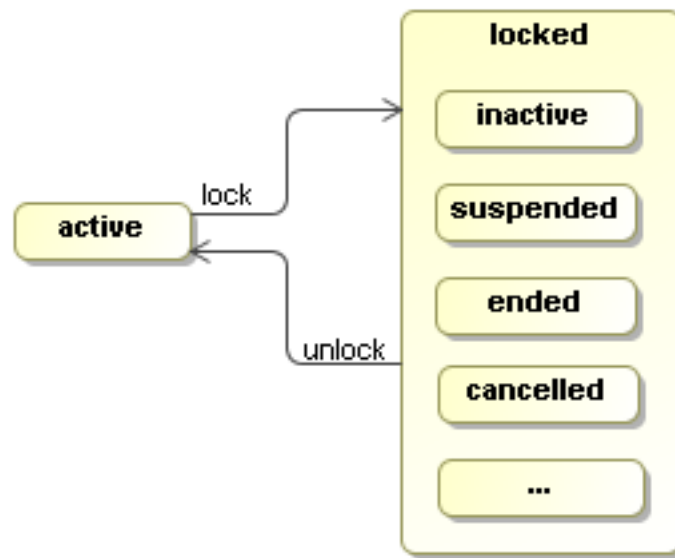 locked
inactive
lock
suspended
active
ended
unlock
cancelled
...